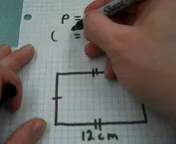 P =
( =
12cm